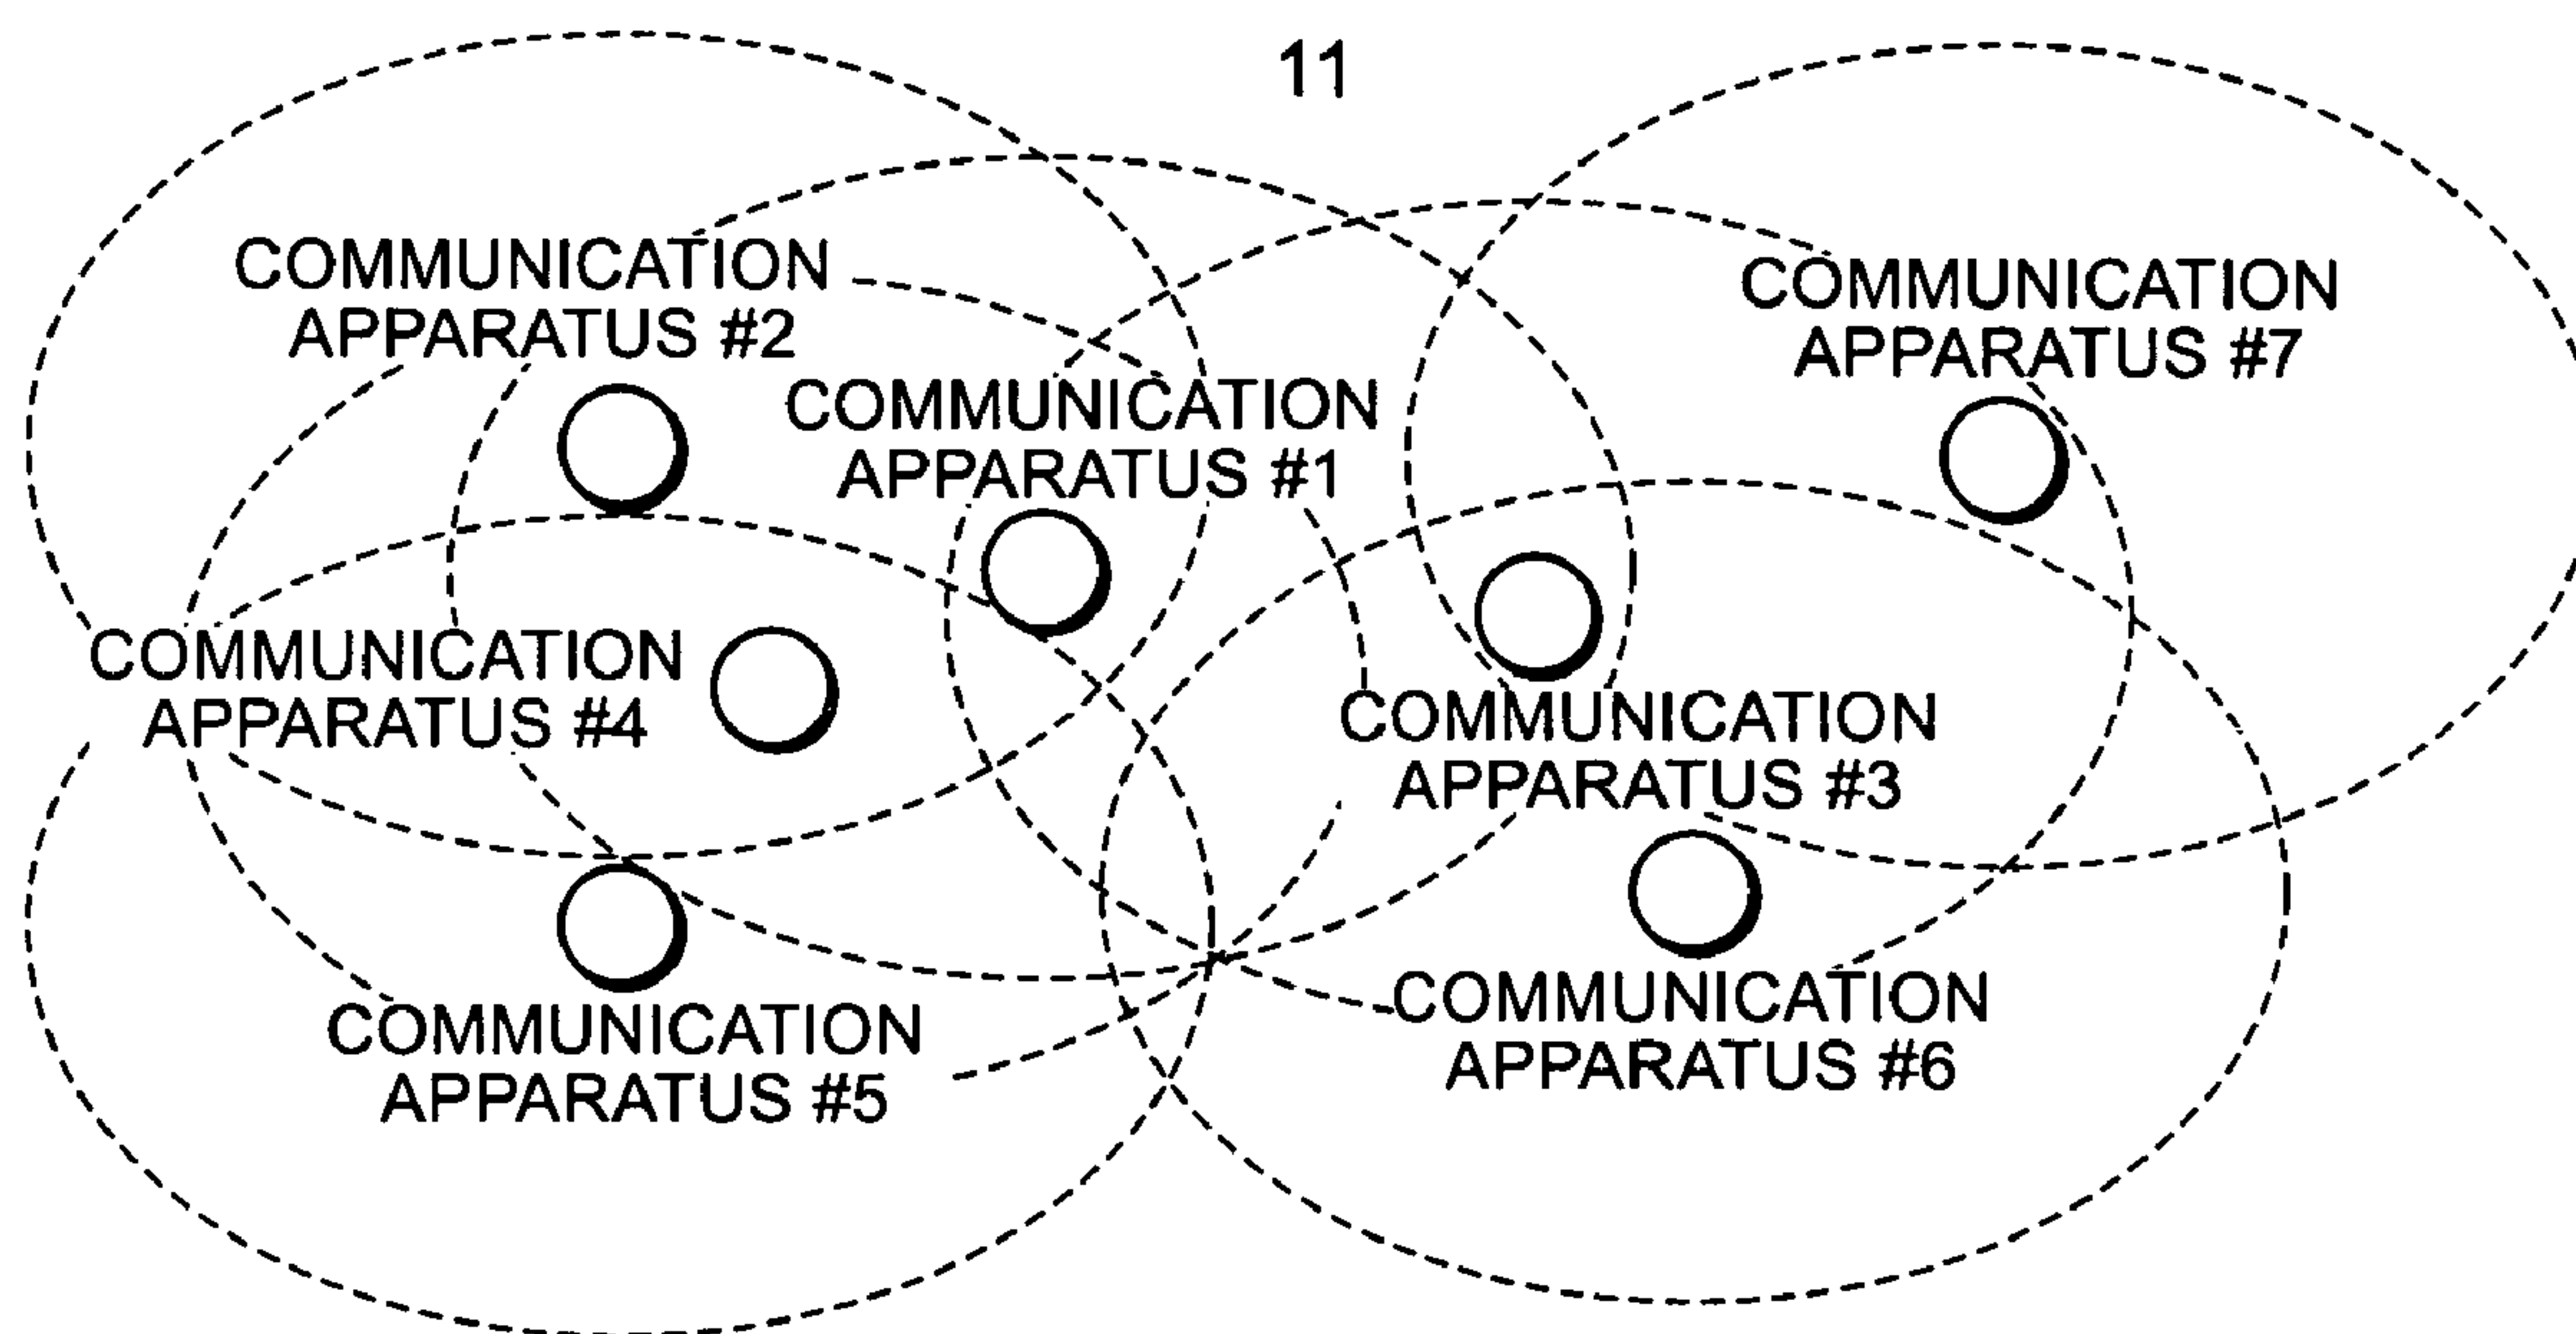 11
COMMUNICATION
APPARATUS #2
COMMUNICATION
APPARATUS #7
COMMUNICATION
APPARATUS #1
COMMUNICATION
APPARATUS #4
COMMUNICATION
APPARATUS #3
COMMUNICATION
APPARATUS #5
COMMUNICATION
APPARATUS #6